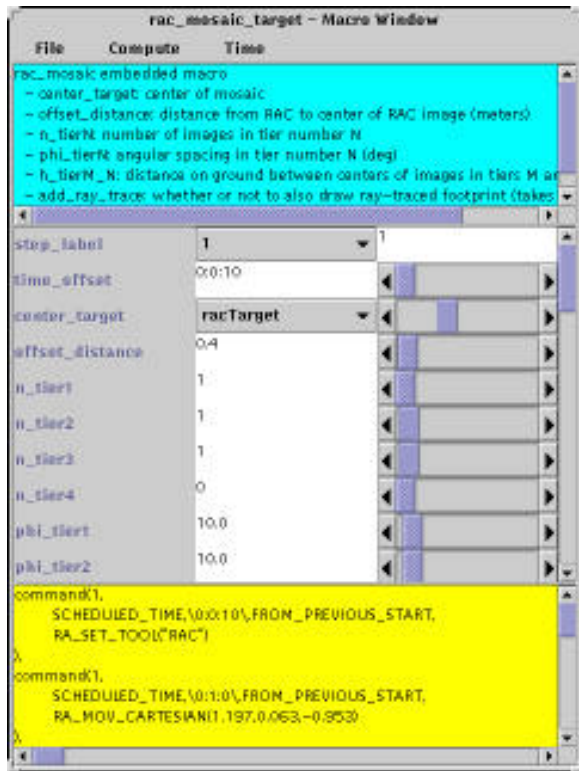 rac_mosaic_target - Macro Window
File Compute Time
rac_mosaic embedded macro
- center_target: center of mosaic
- offset_distance: distance from RAC to center of RAC image (meters)
- n_tierN: number of images in tier number N
- phi_tierN: angular spacing in tier number N (deg)
- h_tierM_N: distance on ground between centers of images in tiers M an
- add_ray_trace: whether or not to also draw ray-traced footprint (takes
step_label 1 1
time_offset 0:0:10
center_target racTarget
offset_distance 0.4
n_tier1 1
n_tier2 1
n_tier3 1
n_tier4 0
phi_tier1 10.0
phi_tier2 10.0
command(1,
SCHEDULED_TIME,\0:0:10\,FROM_PREVIOUS_START,
RA_SET_TOOL("RAC")
),
command(1,
SCHEDULED_TIME,\0:1:0\,FROM_PREVIOUS_START,
RA_MOV_CARTESIAN(1.197,0.063,-0.953)
),